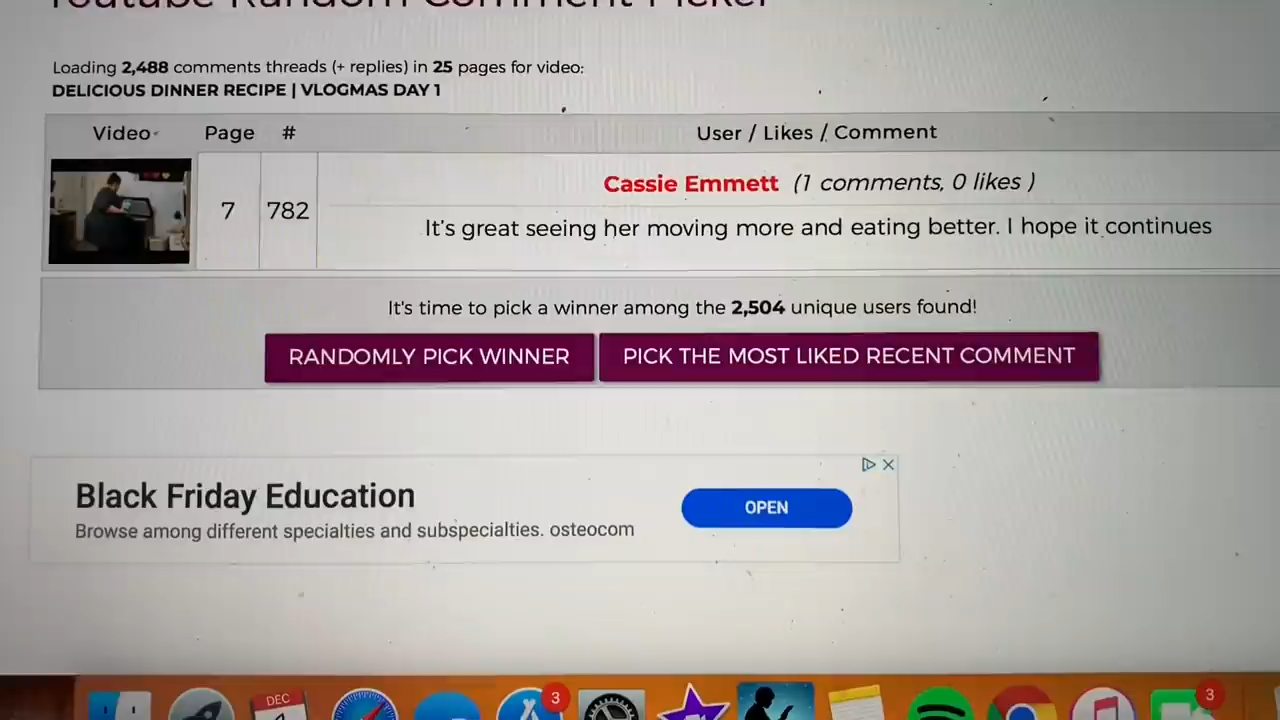 Youtube Random Comment Picker
Loading 2,488 comments threads (+ replies) in 25 pages for video:
DELICIOUS DINNER RECIPE | VLOGMAS DAY 1
Video Page # User / Likes / Comment
Cassie Emmett (1 comments, 0 likes )
7 782
It's great seeing her moving more and eating better. I hope it continues
It's time to pick a winner among the 2,504 unique users found!
RANDOMLY PICK WINNER PICK THE MOST LIKED RECENT COMMENT
Black Friday Education
OPEN
Browse among different specialties and subspecialties. osteocom
DEC 3 3